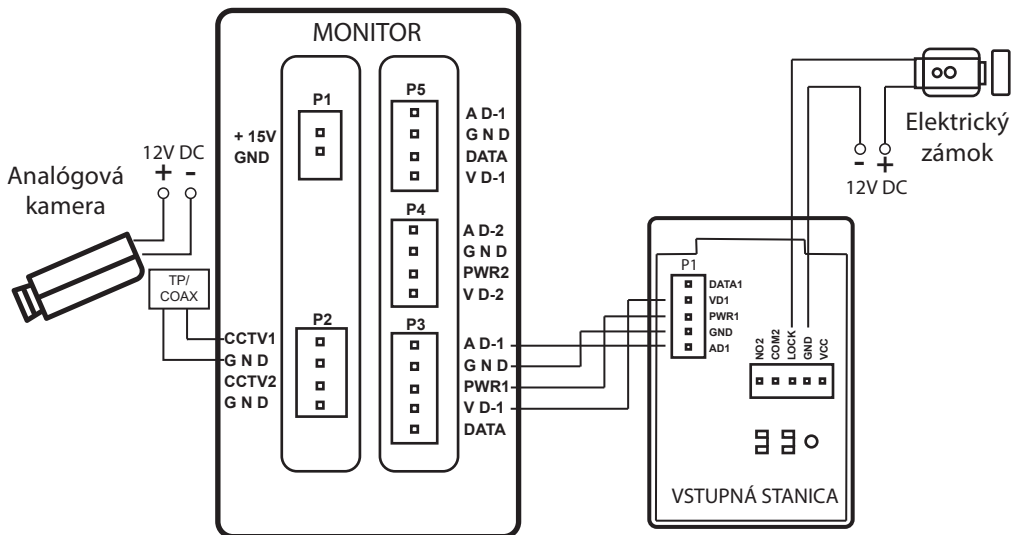 MONITOR
P1
+ 15V
GND
P5
A D-1
G N D
DATA
V D-1
P4
A D-2
G N D
PWR2
V D-2
P2
CCTV1
G N D
CCTV2
G N D
P3
A D-1
G N D
PWR1
V D-1
DATA
12V DC
+ -
Analógová
kamera
TP/
COAX
Elektrický
zámok
- +
12V DC
P1
DATA1
VD1
PWR1
GND
AD1
NO2
COM2
LOCK
GND
VCC
VSTUPNÁ STANICA